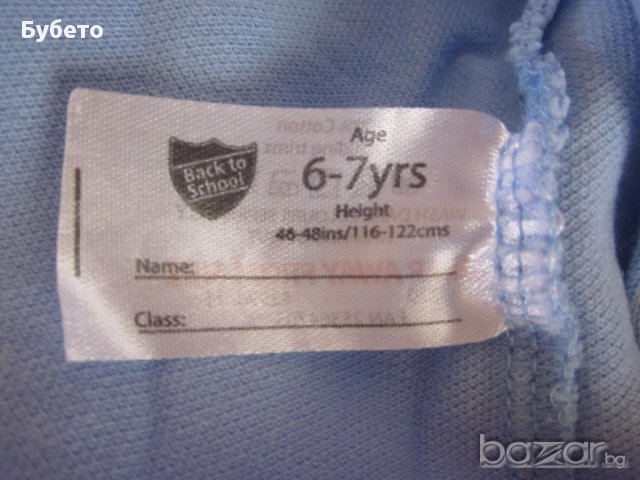 Бубето
Back to
School
Age
6-7yrs
Height
46-48ins/116-122cms
Name:
Class:
bazar.bg